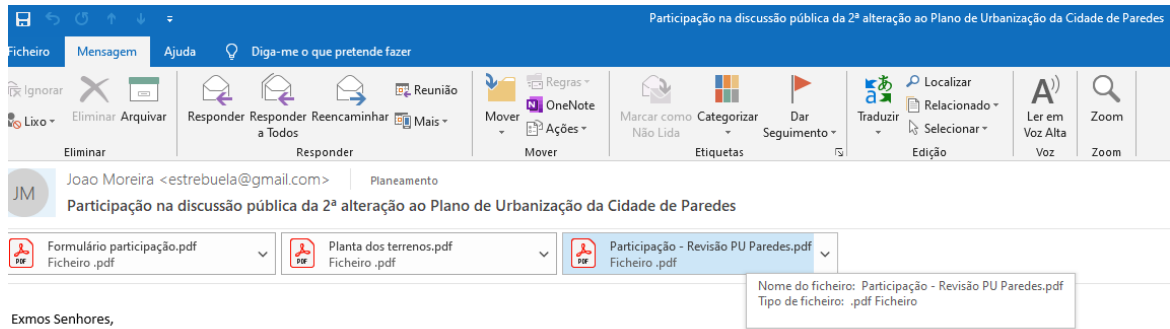 Participação na discussão pública da 2ª alteração ao Plano de Urbanização da Cidade de Paredes
Ficheiro Mensagem Ajuda Diga-me o que pretende fazer
Ignorar
Lixo
Eliminar
Arquivar
Eliminar
Responder
Responder a Todos
Reencaminhar
Reunião
Mais
Responder
Mover
Regras
OneNote
Ações
Mover
Marcar como Não Lida
Categorizar
Dar Seguimento
Etiquetas
Traduzir
Localizar
Relacionado
Selecionar
Edição
Ler em Voz Alta
Voz
Zoom
Zoom
JM
Joao Moreira <estrebuela@gmail.com> Planeamento
Participação na discussão pública da 2ª alteração ao Plano de Urbanização da Cidade de Paredes
Formulário participação.pdf
Ficheiro .pdf
Planta dos terrenos.pdf
Ficheiro .pdf
Participação - Revisão PU Paredes.pdf
Ficheiro .pdf
Nome do ficheiro: Participação - Revisão PU Paredes.pdf
Tipo de ficheiro: .pdf Ficheiro
Exmos Senhores,